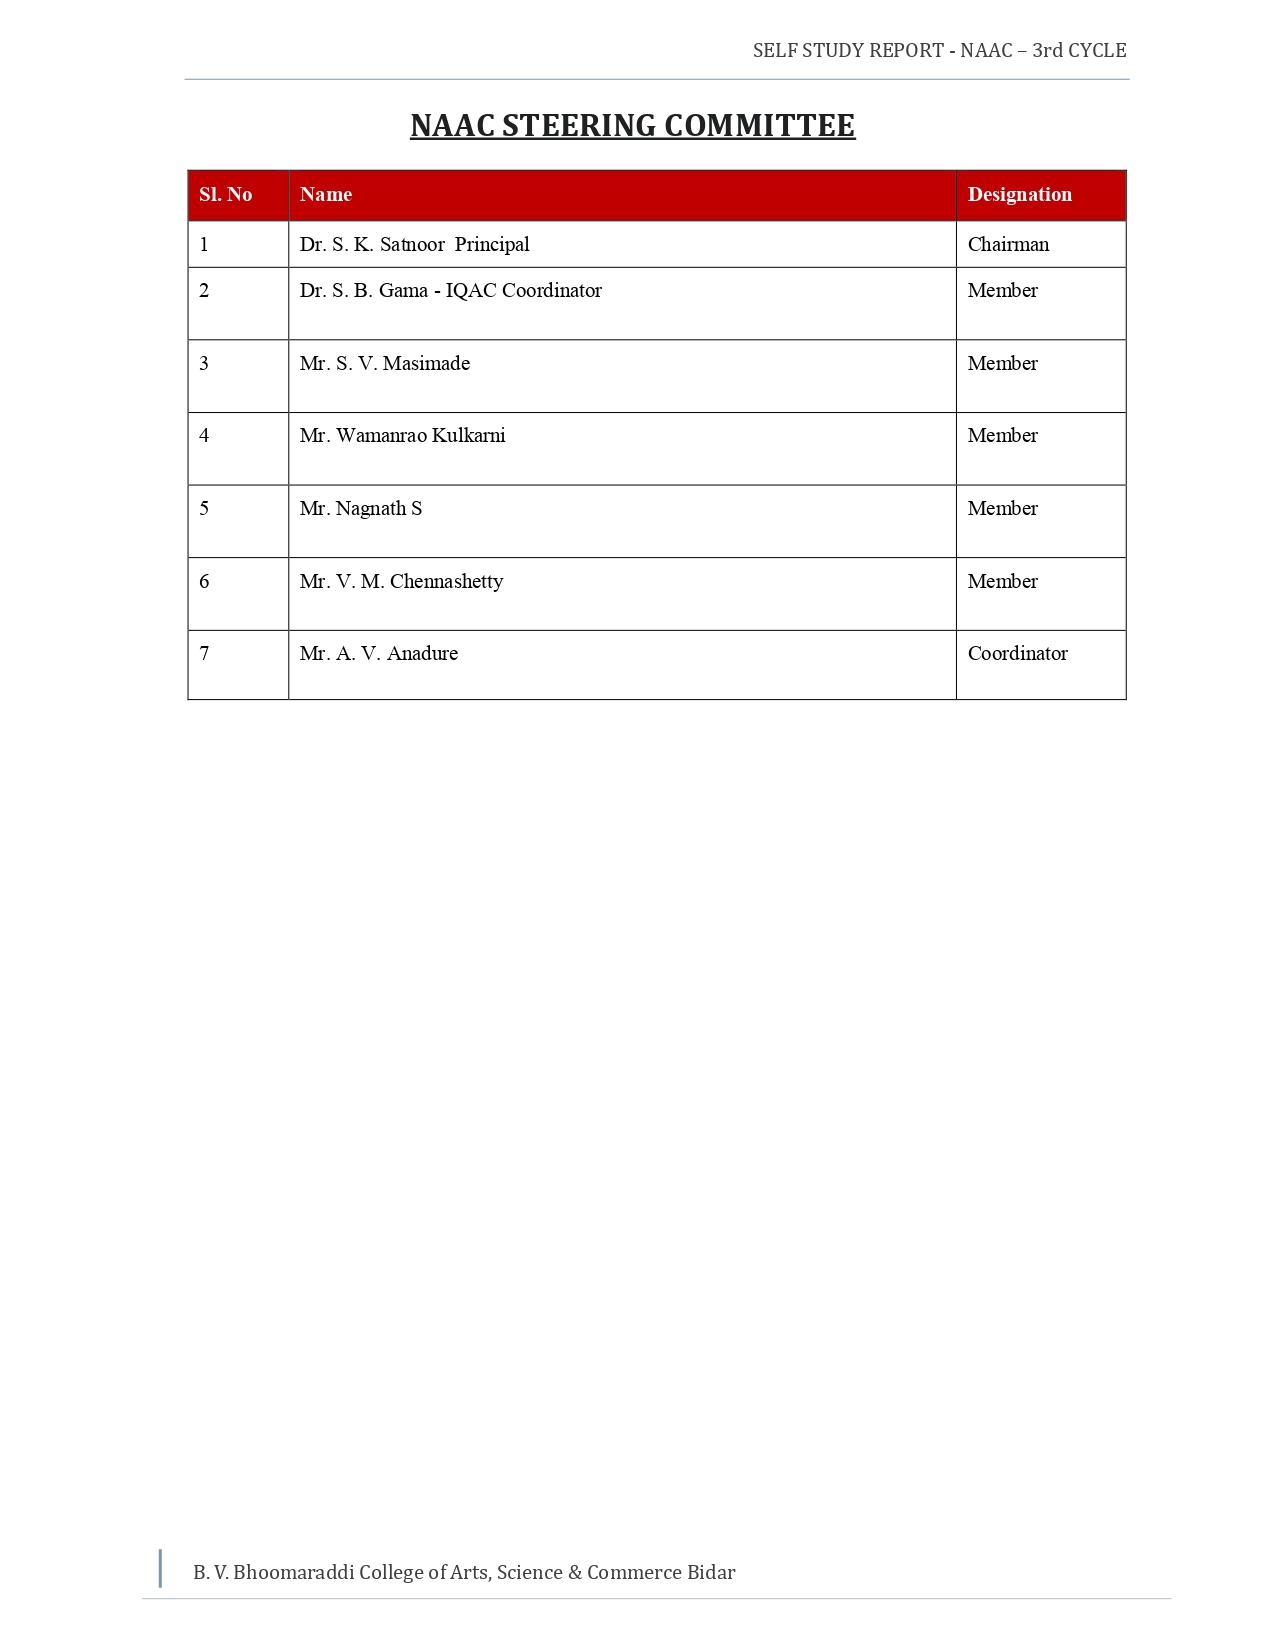 SELF STUDY REPORT - NAAC – 3rd CYCLE
NAAC STEERING COMMITTEE
Sl. No Name Designation
1 Dr. S. K. Satnoor  Principal Chairman
2 Dr. S. B. Gama - IQAC Coordinator Member
3 Mr. S. V. Masimade Member
4 Mr. Wamanrao Kulkarni Member
5 Mr. Nagnath S Member
6 Mr. V. M. Chennashetty Member
7 Mr. A. V. Anadure Coordinator
B. V. Bhoomaraddi College of Arts, Science & Commerce Bidar